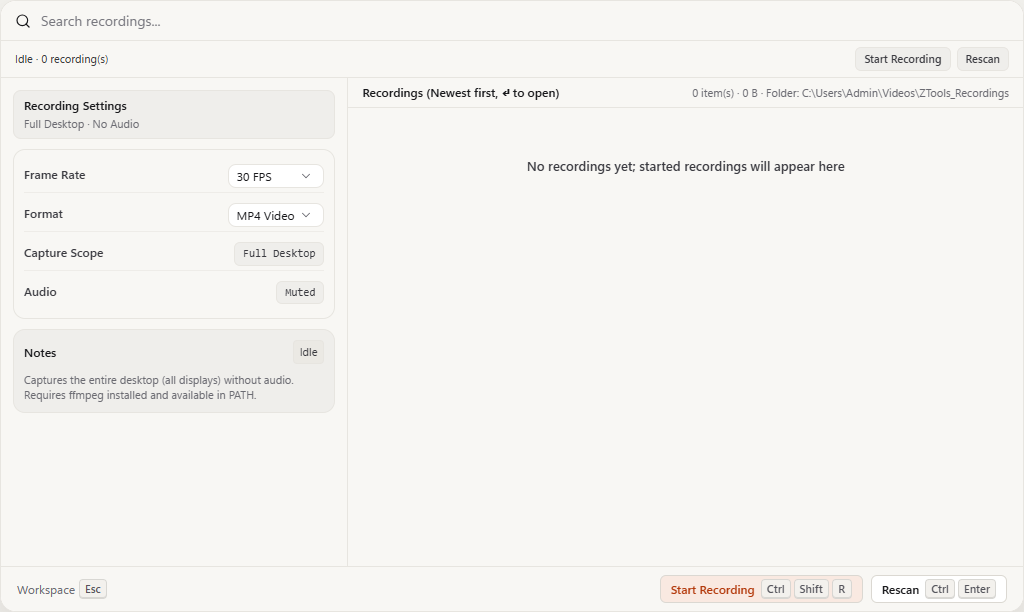 Search recordings...
Idle · 0 recording(s)
Start Recording
Rescan
Recording Settings
Full Desktop · No Audio
Frame Rate
30 FPS
Format
MP4 Video
Capture Scope
Full Desktop
Audio
Muted
Notes
Idle
Captures the entire desktop (all displays) without audio.
Requires ffmpeg installed and available in PATH.
Recordings (Newest first, ↵ to open)
0 item(s) · 0 B · Folder: C:\Users\Admin\Videos\ZTools_Recordings
No recordings yet; started recordings will appear here
Workspace Esc
Start Recording Ctrl Shift R
Rescan Ctrl Enter